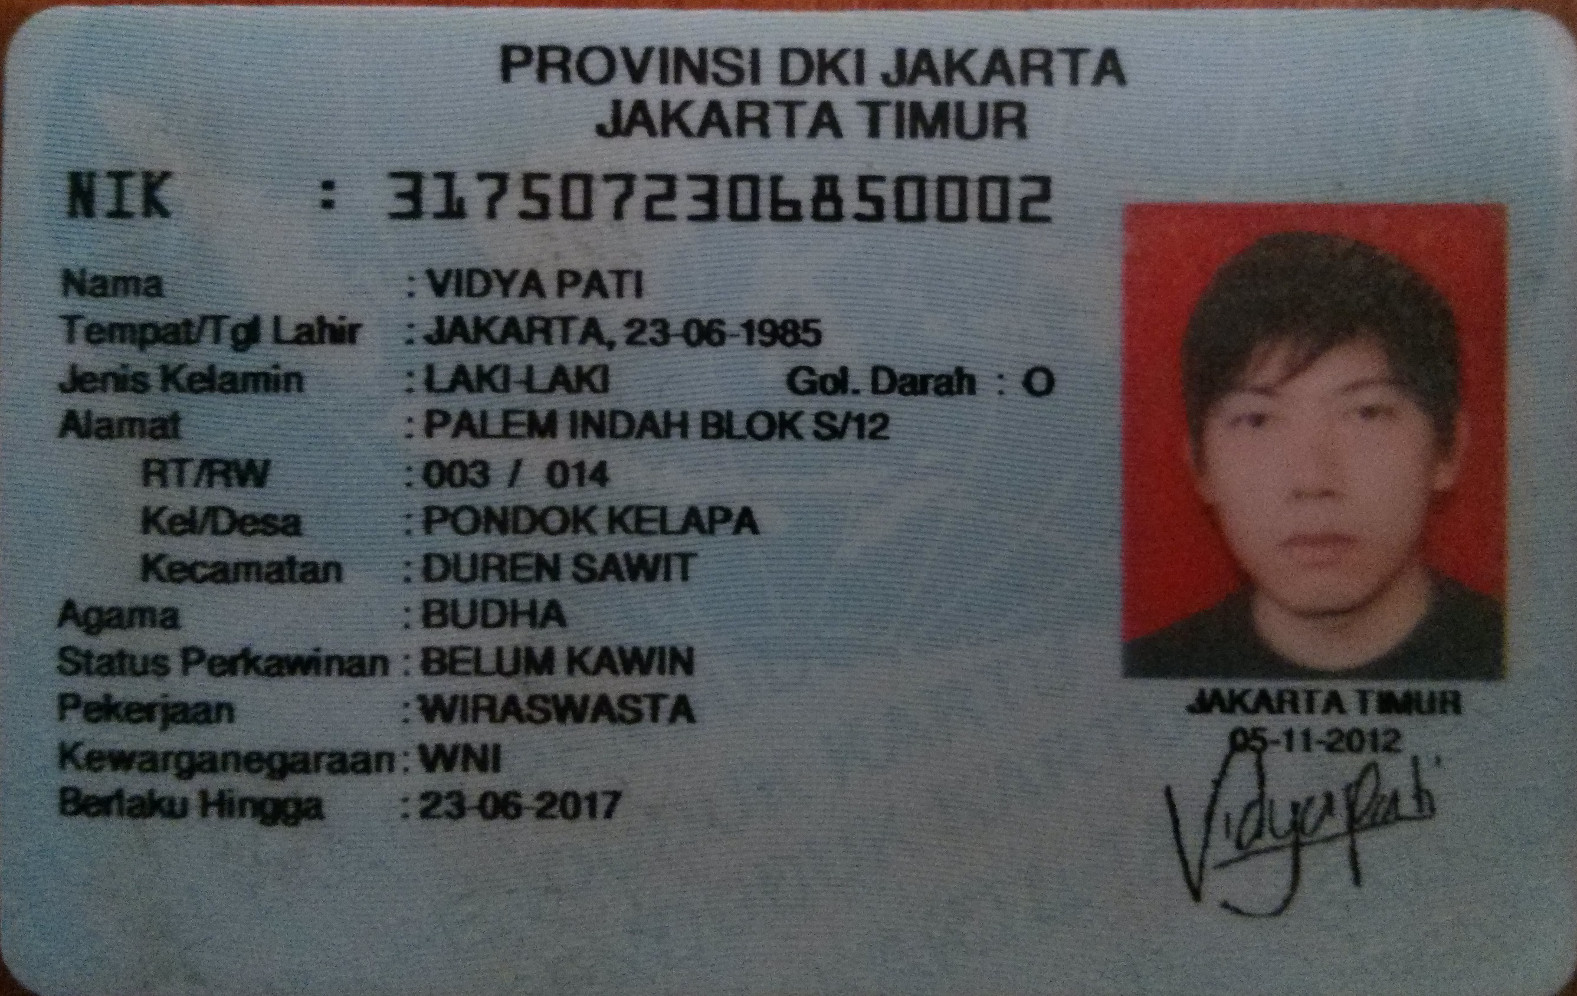 PROVINSI DKI JAKARTA
JAKARTA TIMUR
NIK : 3175072306850002
Nama : VIDYA PATI
Tempat/Tgl Lahir : JAKARTA, 23-06-1985
Jenis Kelamin : LAKI-LAKI Gol. Darah : O
Alamat : PALEM INDAH BLOK S/12
RT/RW : 003 / 014
Kel/Desa : PONDOK KELAPA
Kecamatan : DUREN SAWIT
Agama : BUDHA
Status Perkawinan : BELUM KAWIN
Pekerjaan : WIRASWASTA
Kewarganegaraan : WNI
Berlaku Hingga : 23-06-2017
JAKARTA TIMUR
05-11-2012
Vidya pati